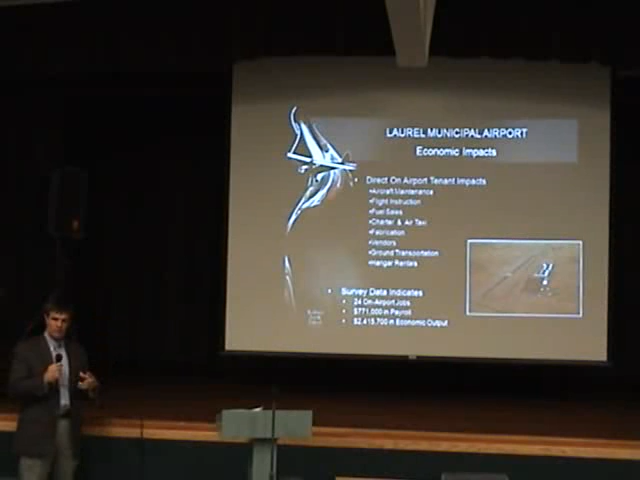 LAUREL MUNICIPAL AIRPORT
Economic Impacts
• Direct On Airport Tenant Impacts
•Aircraft Maintenance
•Flight Instruction
•Fuel Sales
•Charter & Air Taxi
•Fabrication
•Vendors
•Ground Transportation
•Hangar Renters
• Survey Data Indicates
• 24 On-Airport Jobs
• $771,000 in Payroll
• $2,415,700 in Economic Output